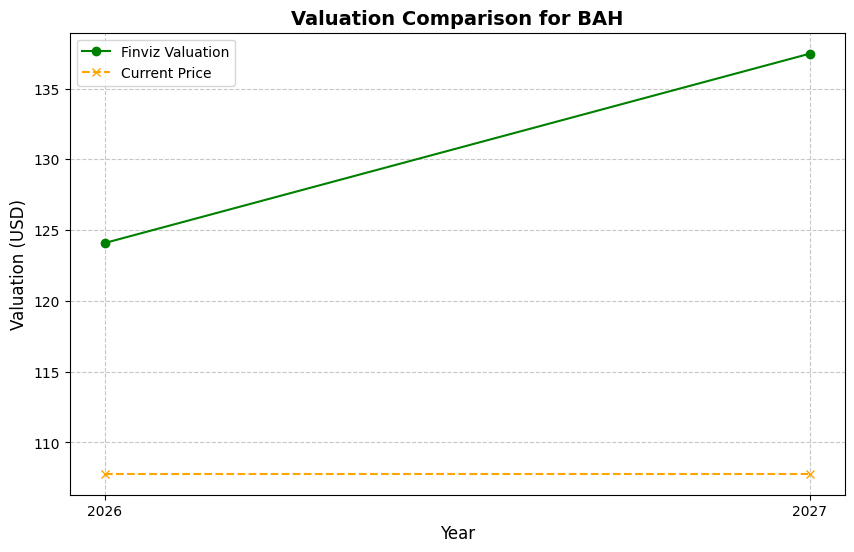 Valuation Comparison for BAH
Finviz Valuation
Current Price
Valuation (USD)
135
130
125
120
115
110
2026
2027
Year